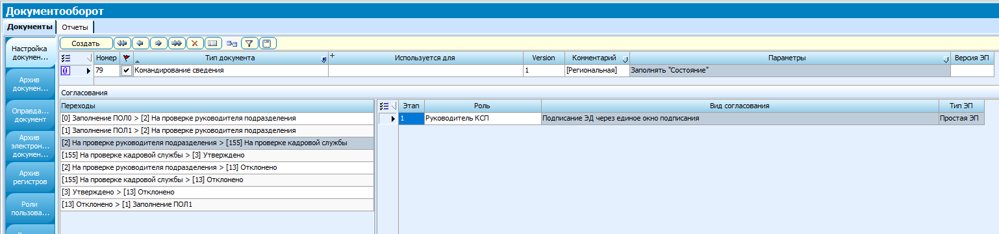 Документооборот
Документы Отчеты
Настройка
докумен...
Архив
докумен...
Оправда...
документ
Архив
электрон...
докумен...
Архив
регистров
Роли
пользова...
Создать
Номер Тип документа Используется для Version Комментарий Параметры Версия ЭП
79 Командирование сведения 1 [Региональная] Заполнять "Состояние"
Согласования
Переходы
[0] Заполнение ПОЛ0 > [2] На проверке руководителя подразделения
[1] Заполнение ПОЛ1 > [2] На проверке руководителя подразделения
[2] На проверке руководителя подразделения > [155] На проверке кадровой службы
[155] На проверке кадровой службы > [3] Утверждено
[2] На проверке руководителя подразделения > [13] Отклонено
[155] На проверке кадровой службы > [13] Отклонено
[3] Утверждено > [13] Отклонено
[13] Отклонено > [1] Заполнение ПОЛ1
Этап Роль Вид согласования Тип ЭП
1 Руководитель КСП Подписание ЭД через единое окно подписания Простая ЭП